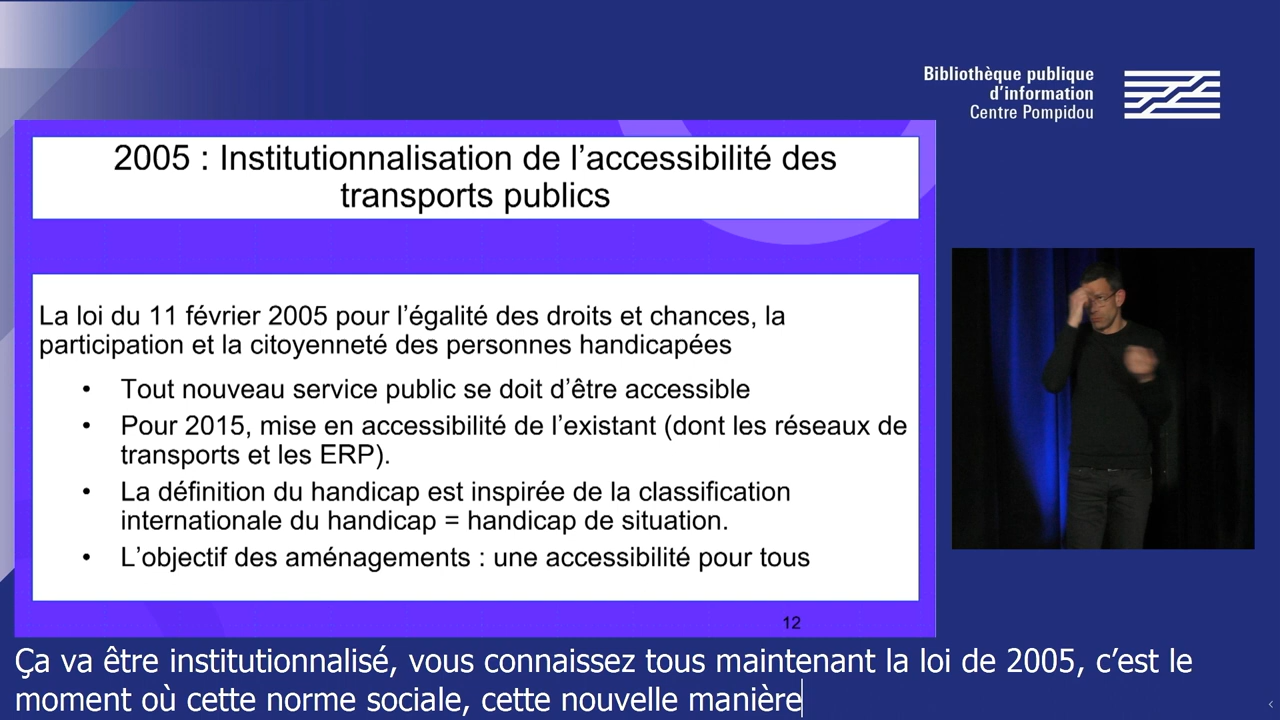 Bibliothèque publique
d’information
Centre Pompidou
2005 : Institutionnalisation de l’accessibilité des
transports publics
La loi du 11 février 2005 pour l’égalité des droits et chances, la
participation et la citoyenneté des personnes handicapées
• Tout nouveau service public se doit d’être accessible
• Pour 2015, mise en accessibilité de l’existant (dont les réseaux de
transports et les ERP).
• La définition du handicap est inspirée de la classification
internationale du handicap = handicap de situation.
• L’objectif des aménagements : une accessibilité pour tous
12
Ça va être institutionnalisé, vous connaissez tous maintenant la loi de 2005, c’est le
moment où cette norme sociale, cette nouvelle manière